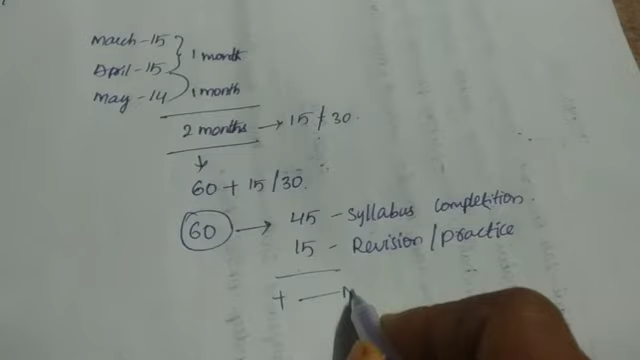 March - 15
April - 15
1 month
May - 14
1 month
2 months → 15/30.
60 + 15/30.
60 → 45 - Syllabus completition.
15 - Revision/practice
+ —